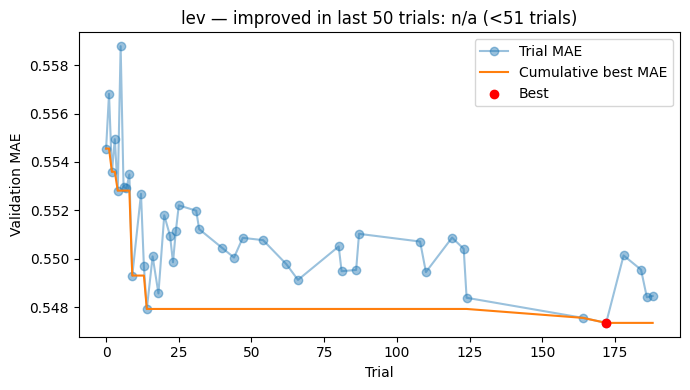 lev — improved in last 50 trials: n/a (<51 trials)
Trial MAE
Cumulative best MAE
Best
Validation MAE
0.558
0.556
0.554
0.552
0.550
0.548
0 25 50 75 100 125 150 175
Trial